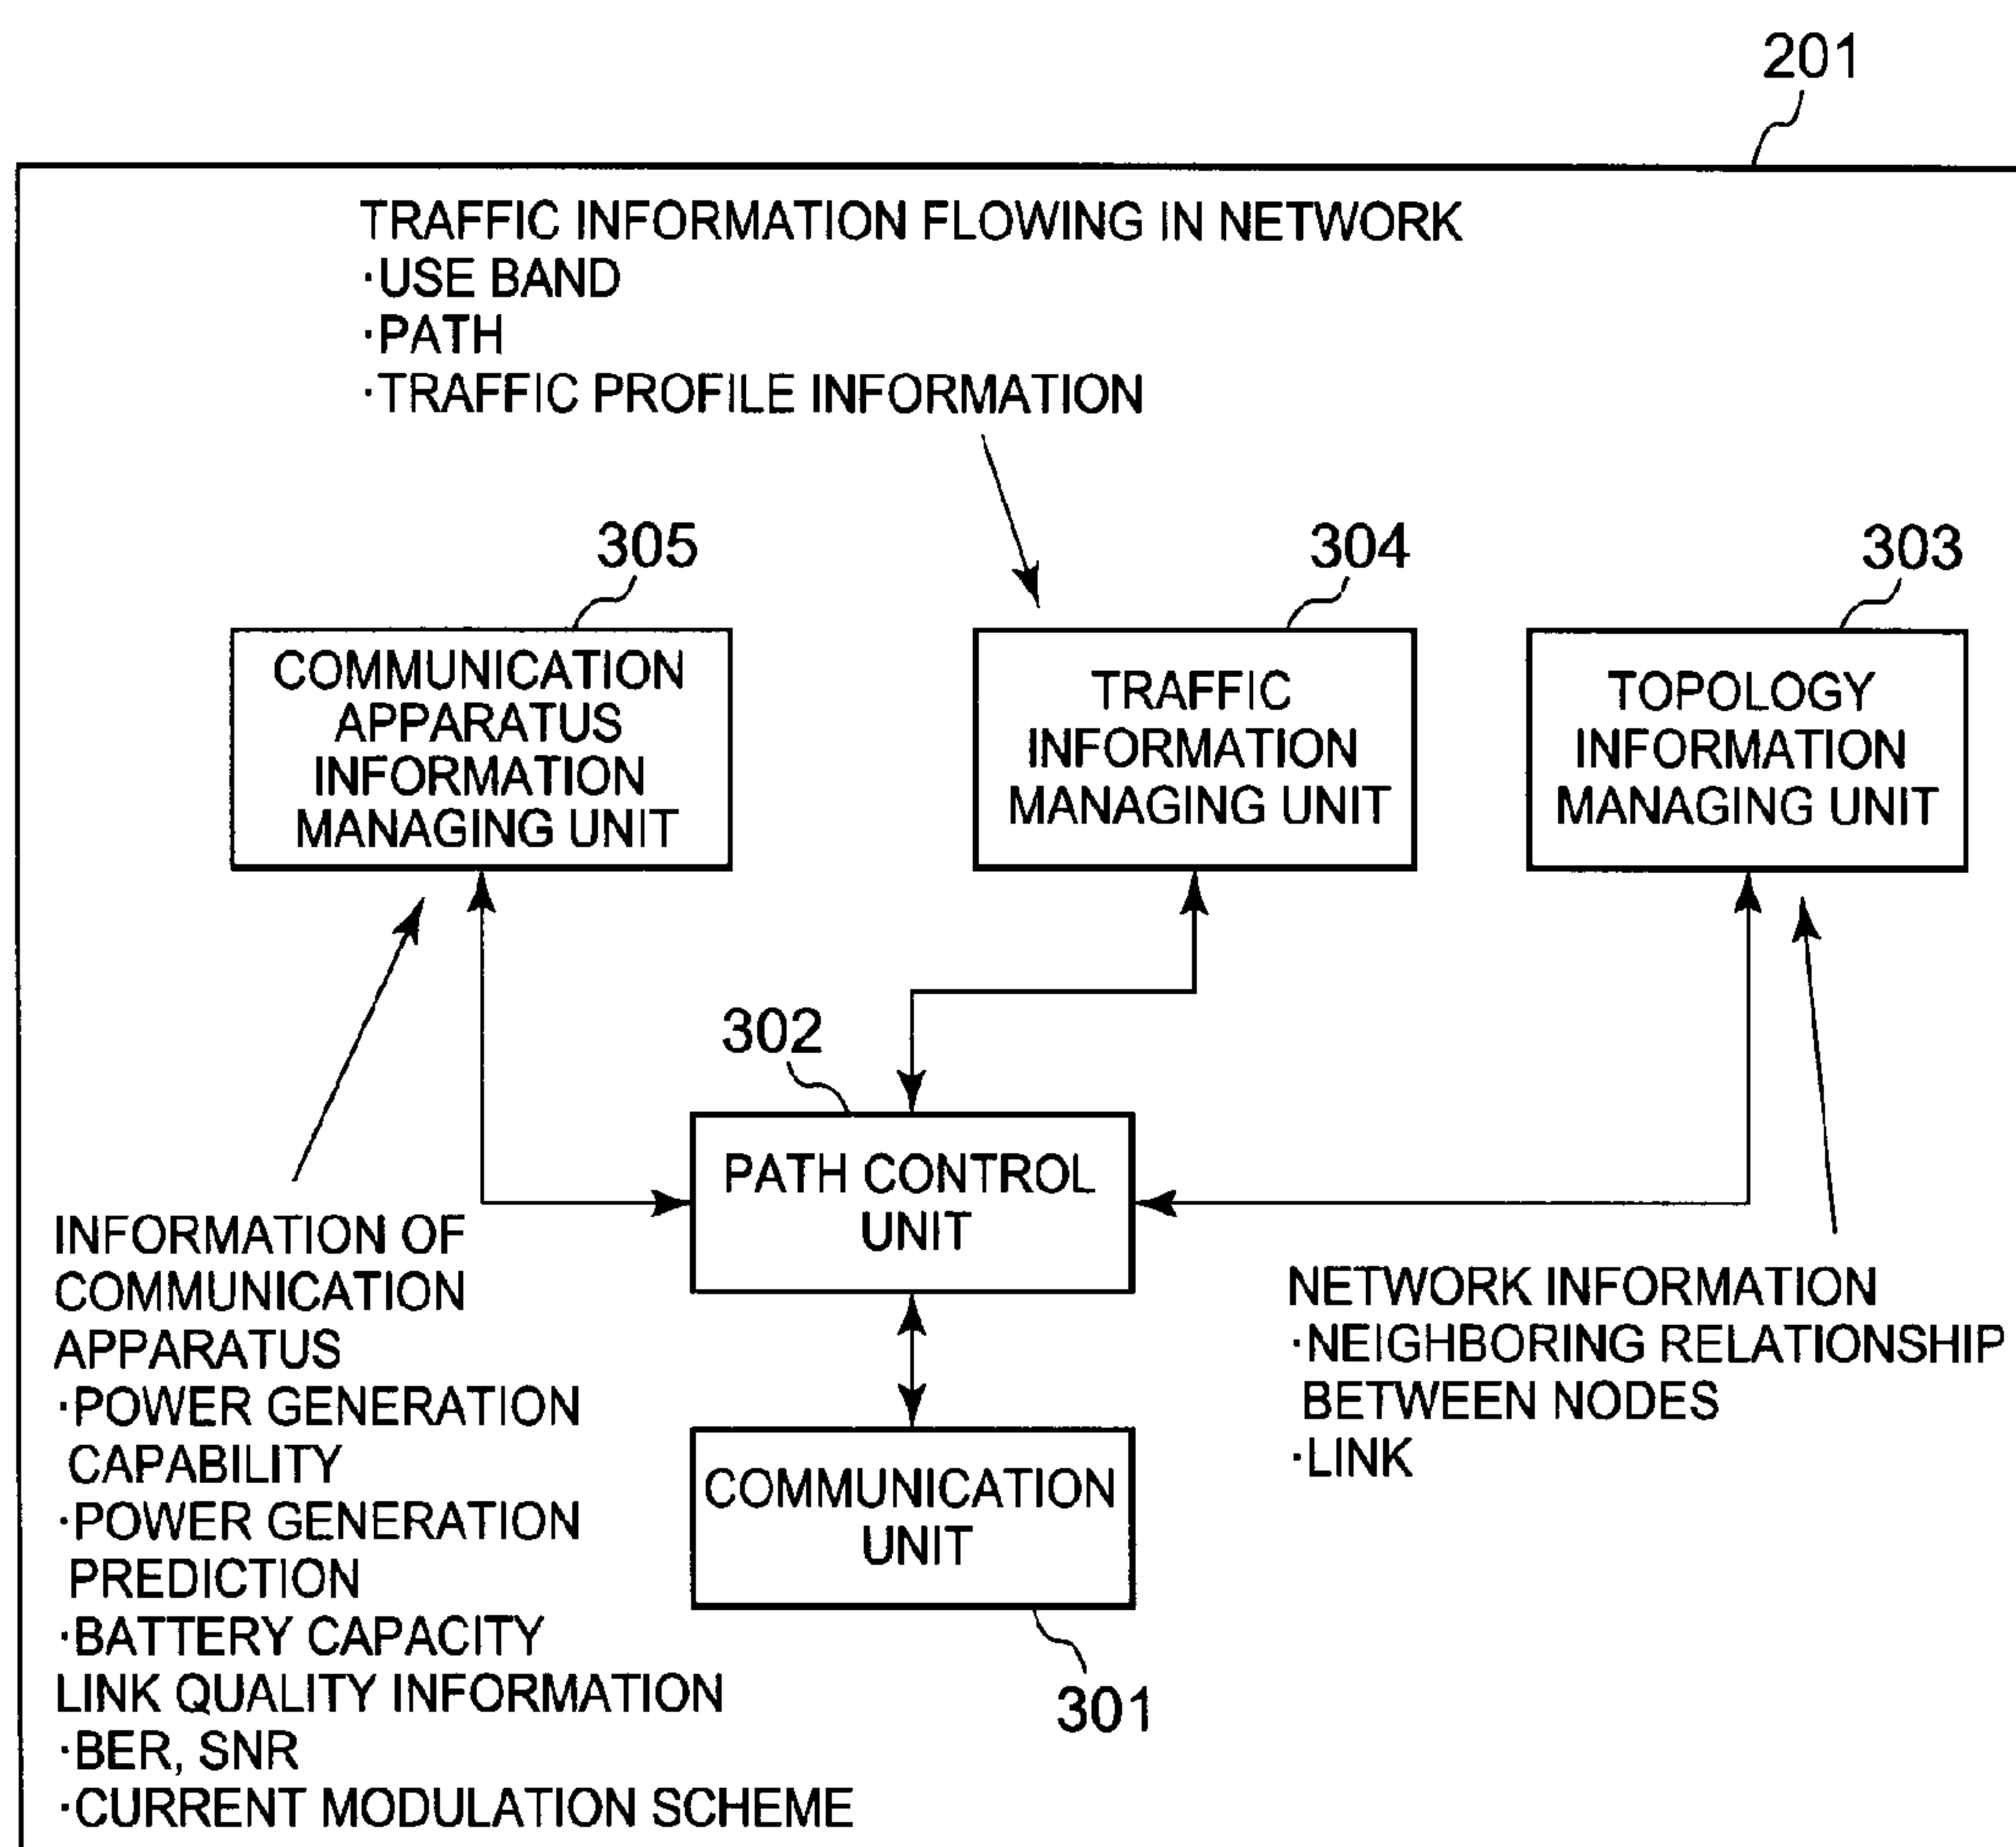 201
TRAFFIC INFORMATION FLOWING IN NETWORK
·USE BAND
·PATH
·TRAFFIC PROFILE INFORMATION
305
304
303
COMMUNICATION
APPARATUS
INFORMATION
MANAGING UNIT
TRAFFIC
INFORMATION
MANAGING UNIT
TOPOLOGY
INFORMATION
MANAGING UNIT
302
PATH CONTROL
UNIT
INFORMATION OF
COMMUNICATION
APPARATUS
·POWER GENERATION
CAPABILITY
·POWER GENERATION
PREDICTION
·BATTERY CAPACITY
LINK QUALITY INFORMATION
·BER, SNR
·CURRENT MODULATION SCHEME
NETWORK INFORMATION
·NEIGHBORING RELATIONSHIP
BETWEEN NODES
·LINK
COMMUNICATION
UNIT
301